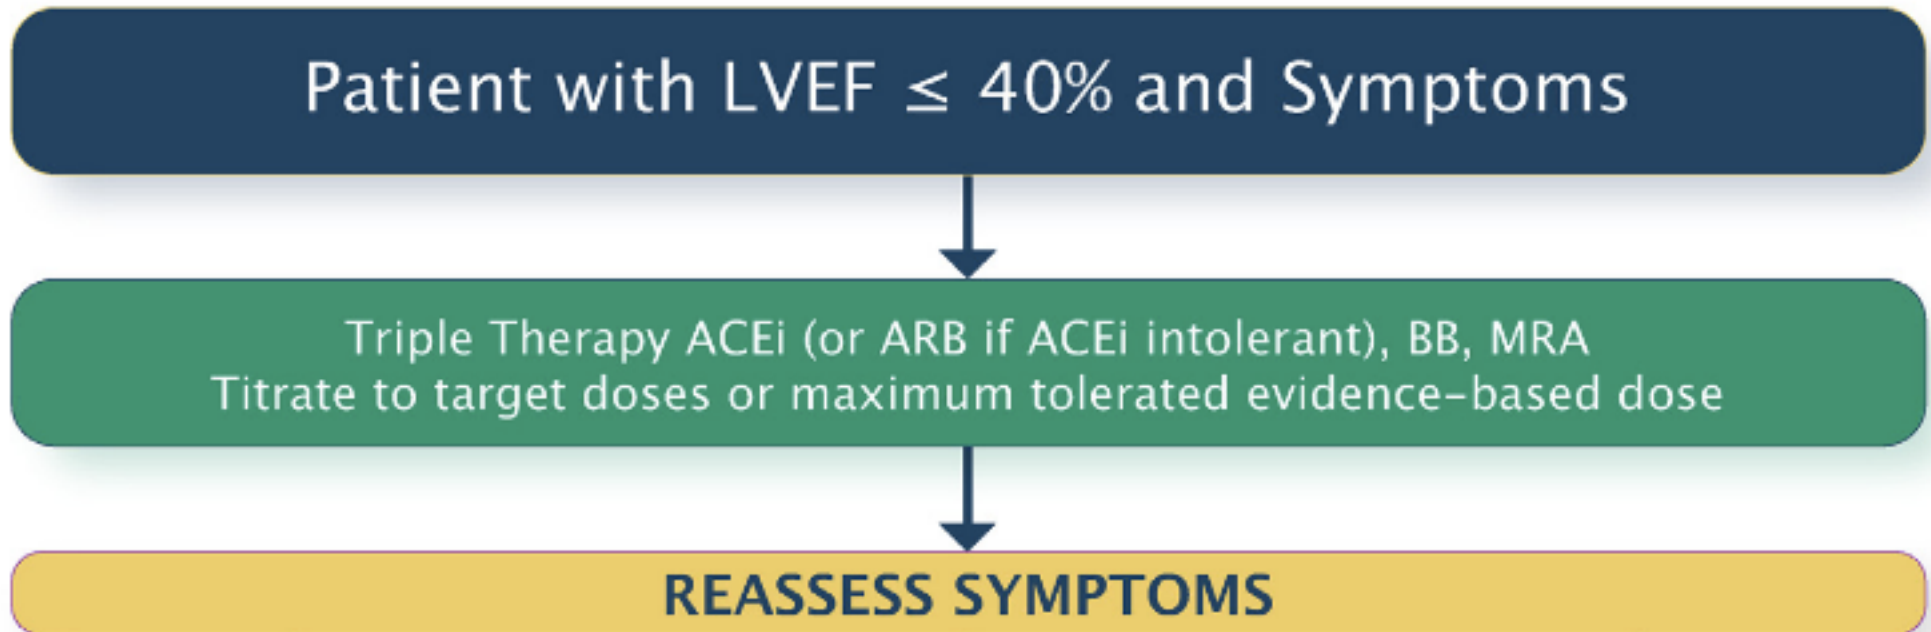 Patient with LVEF ≤ 40% and Symptoms
Triple Therapy ACEi (or ARB if ACEi intolerant), BB, MRA
Titrate to target doses or maximum tolerated evidence-based dose
REASSESS SYMPTOMS